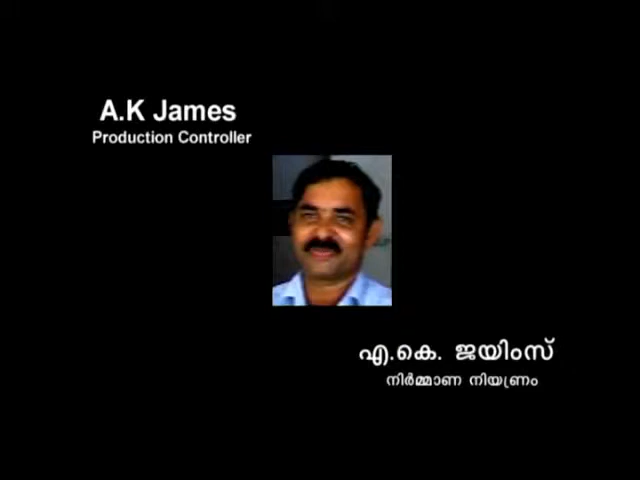 A.K James
Production Controller
എ.കെ. ജയിംസ്
നിർമ്മാണ നിയന്ത്രണം